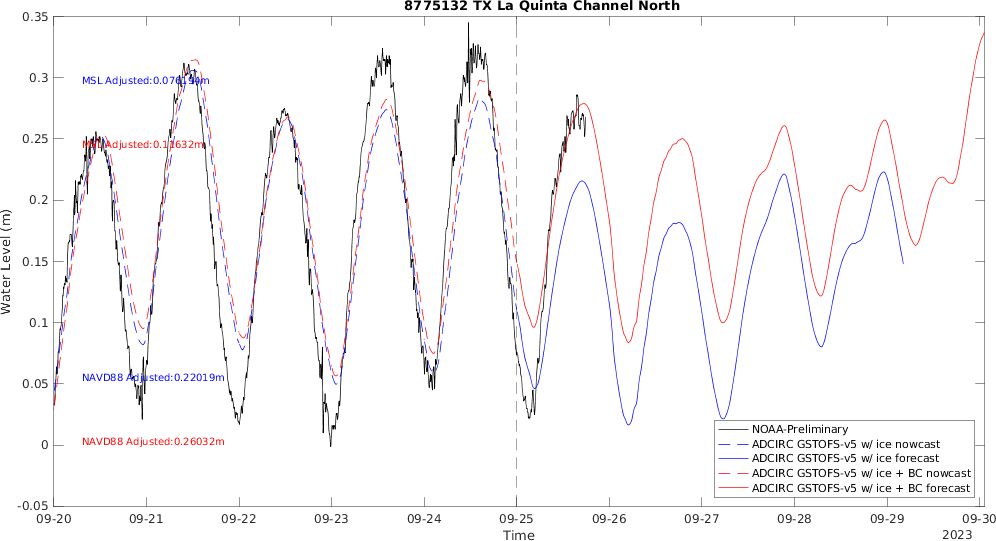 8775132 TX La Quinta Channel North
0.35
0.3
0.25
0.2
0.15
0.1
0.05
0
-0.05
Water Level (m)
MSL Adjusted:0.076194m
MSL Adjusted:0.11632m
NAVD88 Adjusted:0.22019m
NAVD88 Adjusted:0.26032m
NOAA-Preliminary
ADCIRC GSTOFS-v5 w/ ice nowcast
ADCIRC GSTOFS-v5 w/ ice forecast
ADCIRC GSTOFS-v5 w/ ice + BC nowcast
ADCIRC GSTOFS-v5 w/ ice + BC forecast
09-20 09-21 09-22 09-23 09-24 09-25 09-26 09-27 09-28 09-29 09-30
Time
2023